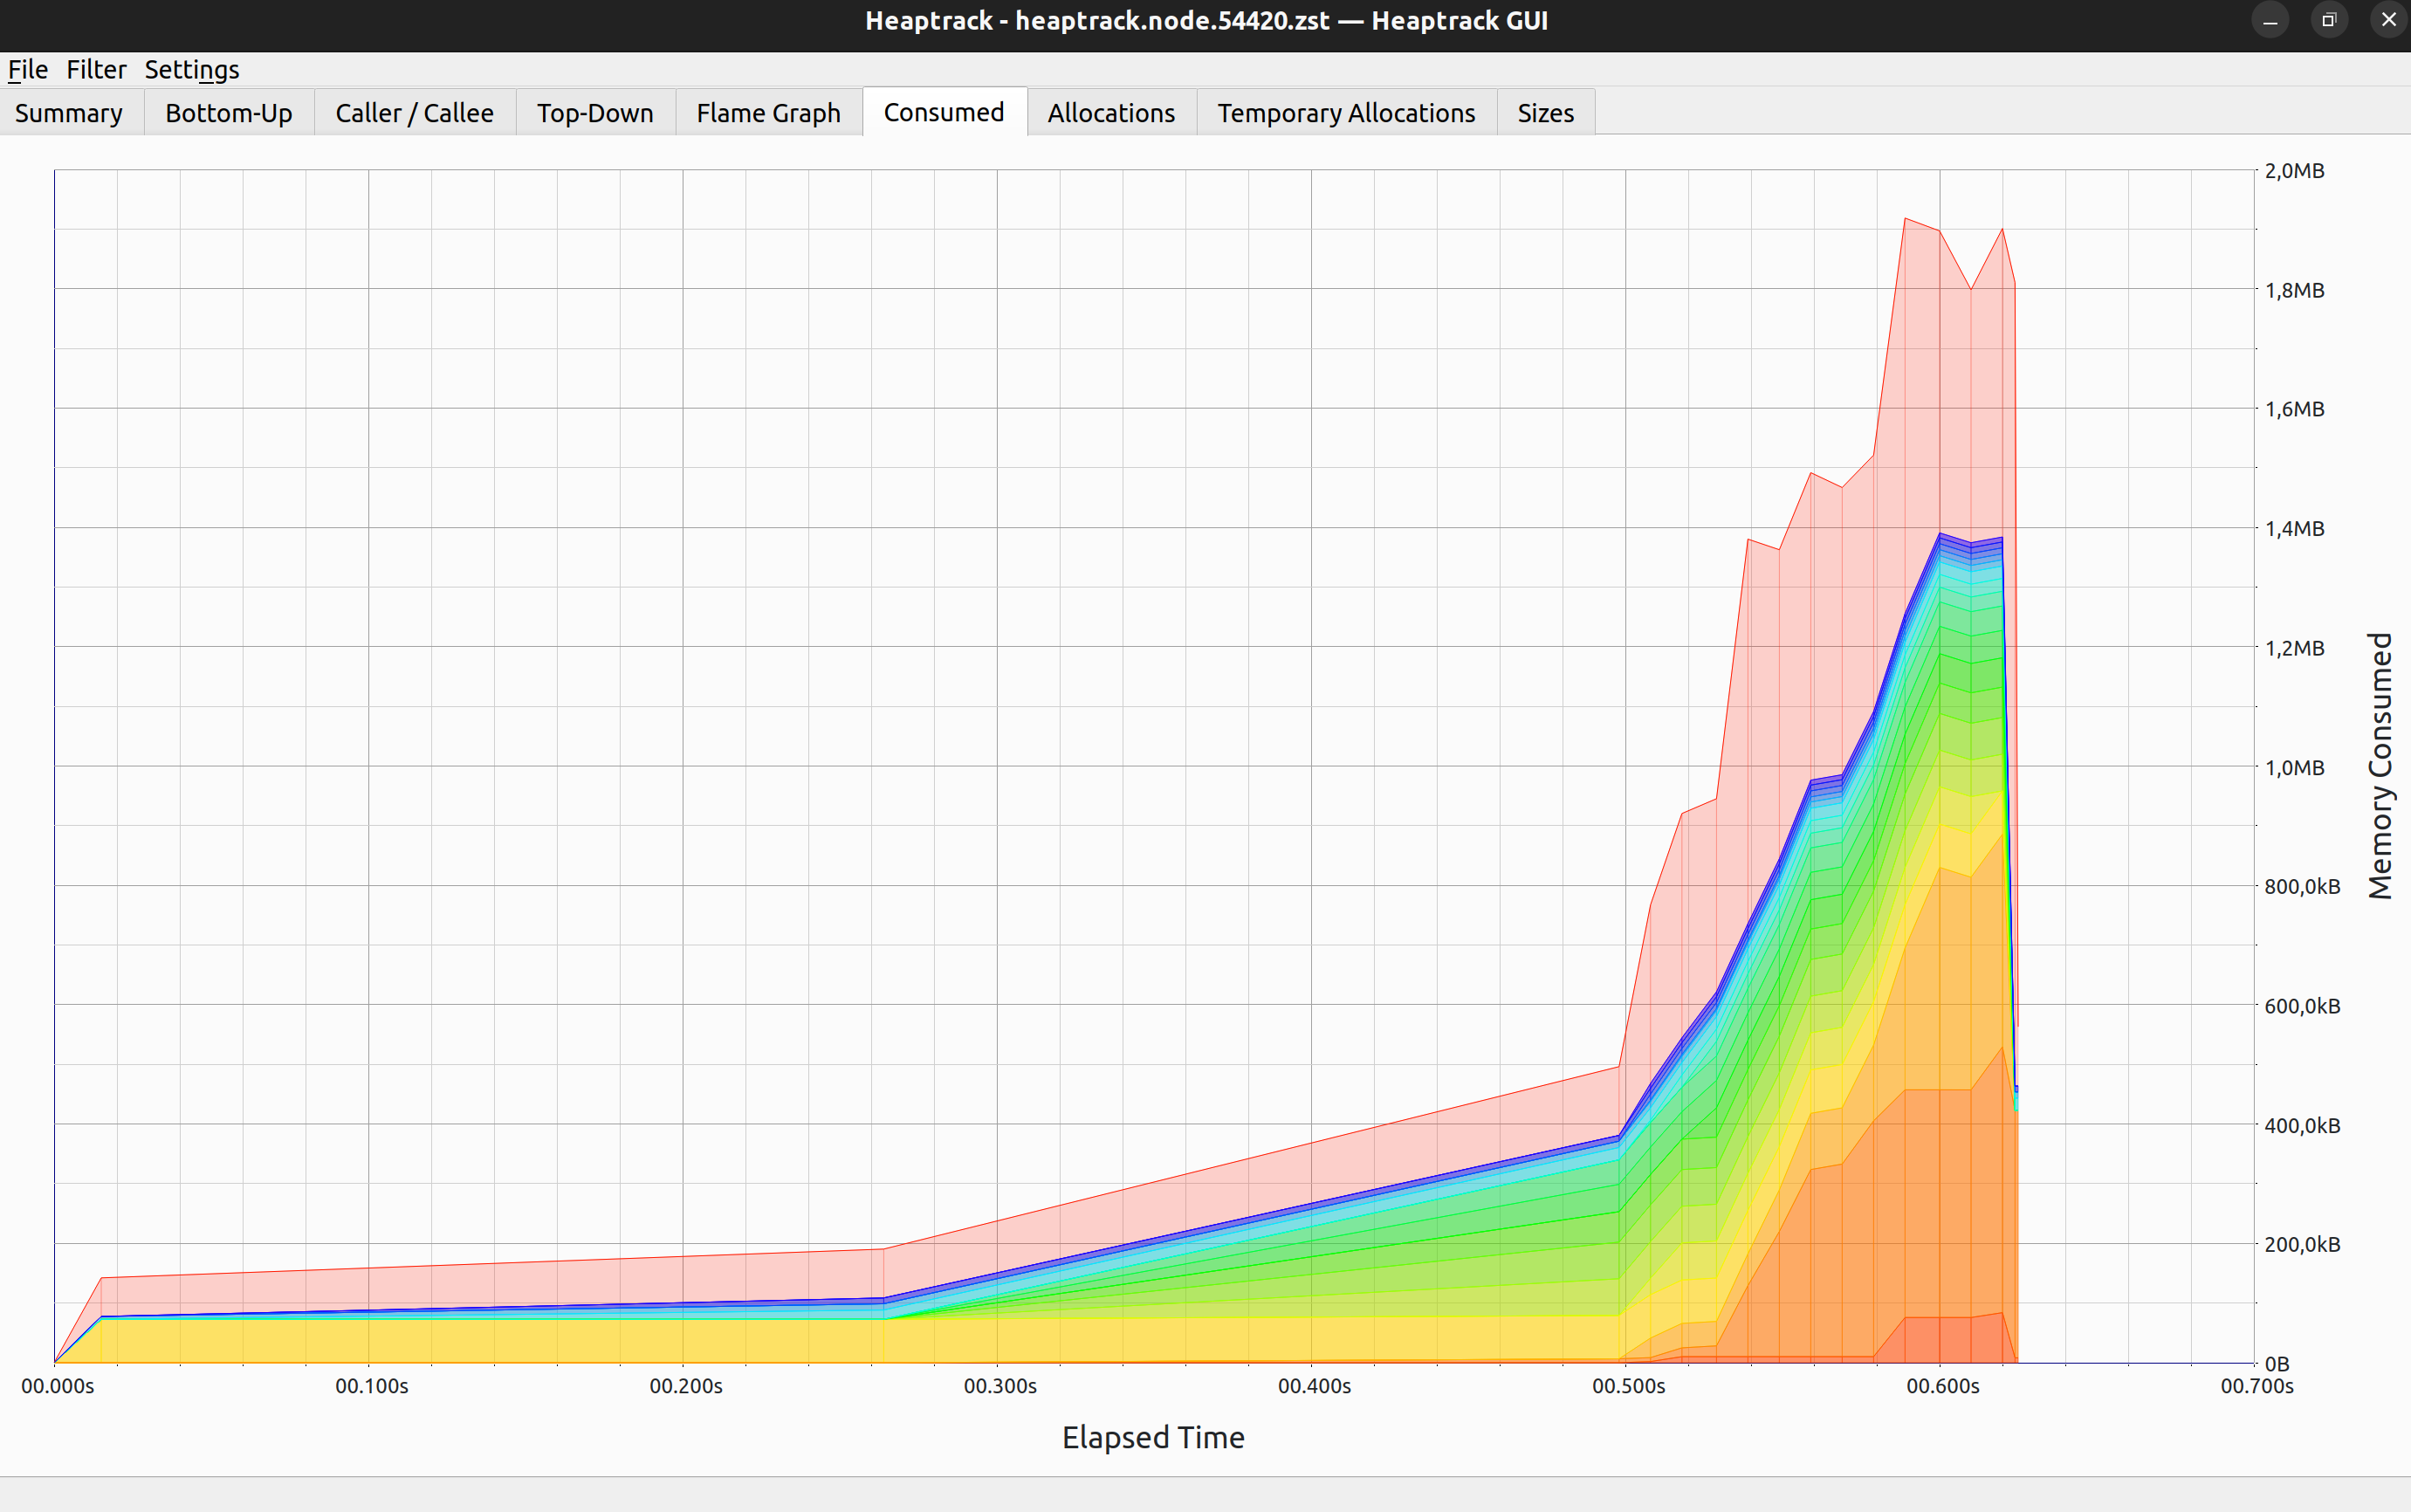 Heaptrack - heaptrack.node.54420.zst — Heaptrack GUI
File Filter Settings
Summary Bottom-Up Caller / Callee Top-Down Flame Graph Consumed Allocations Temporary Allocations Sizes
2,0MB
1,8MB
1,6MB
1,4MB
1,2MB
1,0MB
800,0kB
600,0kB
400,0kB
200,0kB
0B
Memory Consumed
00.000s 00.100s 00.200s 00.300s 00.400s 00.500s 00.600s 00.700s
Elapsed Time